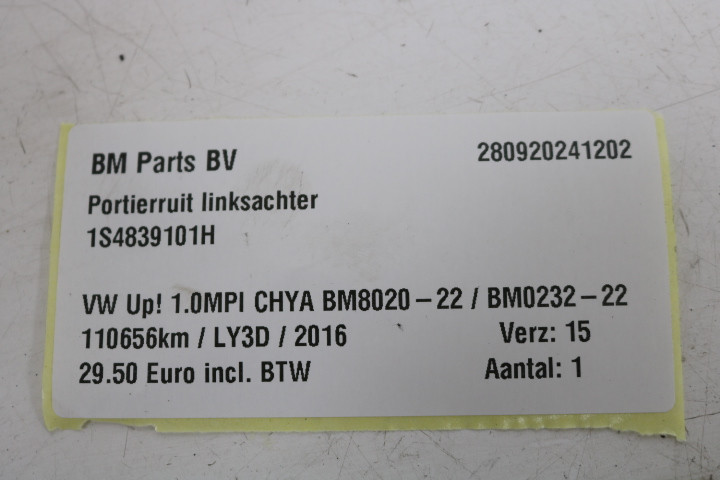 BM Parts BV 280920241202
Portierruit linksachter
1S4839101H
VW Up! 1.0MPI CHYA BM8020-22 / BM0232-22
110656km / LY3D / 2016 Verz: 15
29.50 Euro incl. BTW Aantal: 1